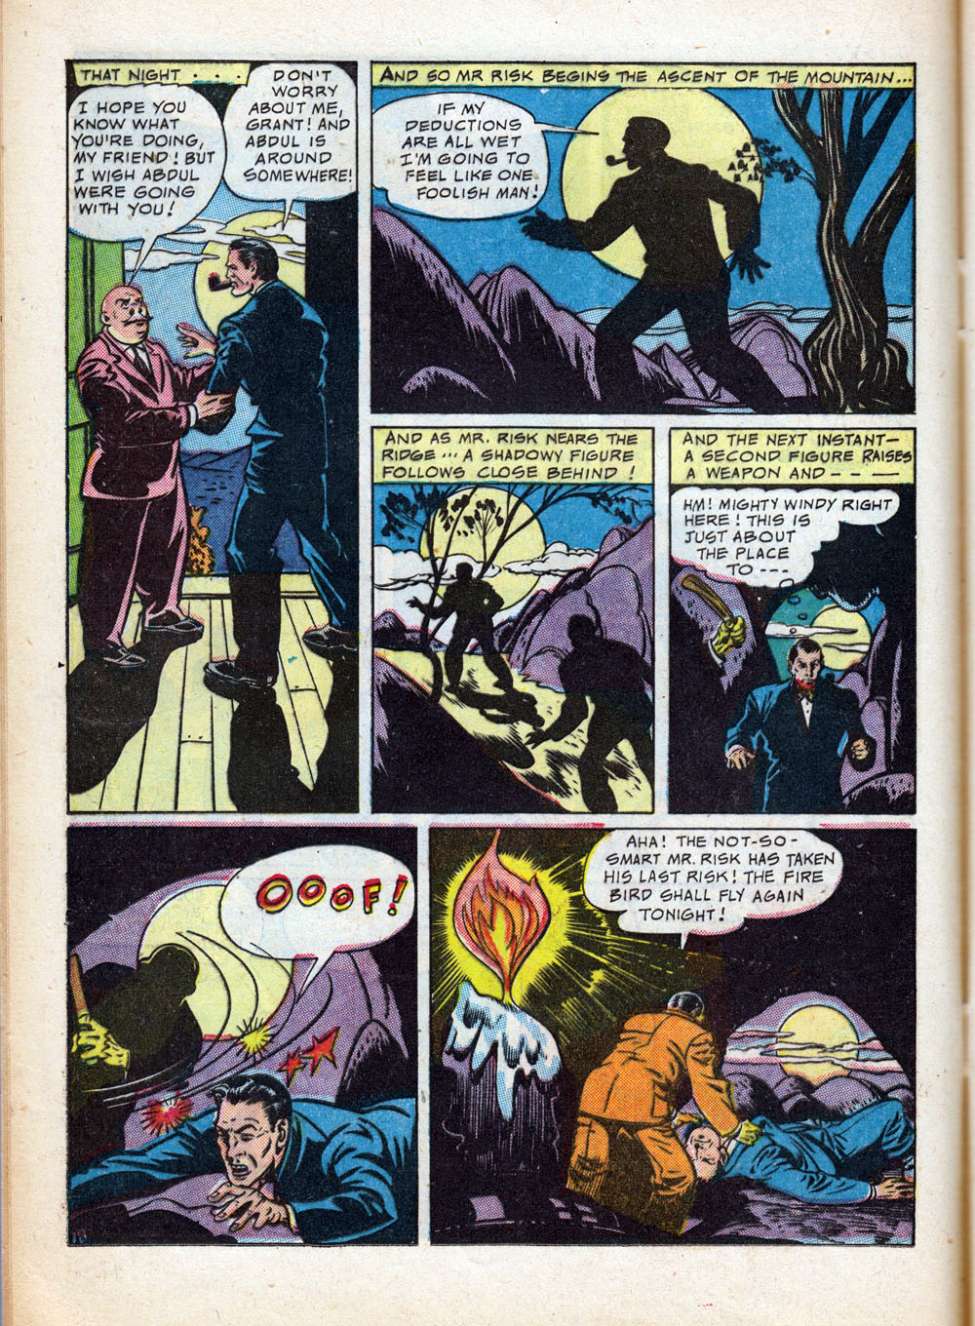 THAT NIGHT . . .
I HOPE YOU
KNOW WHAT
YOU'RE DOING,
MY FRIEND! BUT
I WISH ABDUL
WERE GOING
WITH YOU!
DON'T
WORRY
ABOUT ME,
GRANT! AND
ABDUL IS
AROUND
SOMEWHERE!
AND SO MR RISK BEGINS THE ASCENT OF THE MOUNTAIN...
IF MY
DEDUCTIONS
ARE ALL WET
I'M GOING TO
FEEL LIKE ONE
FOOLISH MAN!
AND AS MR. RISK NEARS THE
RIDGE ... A SHADOWY FIGURE
FOLLOWS CLOSE BEHIND!
AND THE NEXT INSTANT—
A SECOND FIGURE RAISES
A WEAPON AND - - -
HM! MIGHTY WINDY RIGHT
HERE! THIS IS
JUST ABOUT
THE PLACE
TO ---
OOOF!
AHA! THE NOT-SO-
SMART MR. RISK HAS TAKEN
HIS LAST RISK! THE FIRE
BIRD SHALL FLY AGAIN
TONIGHT!